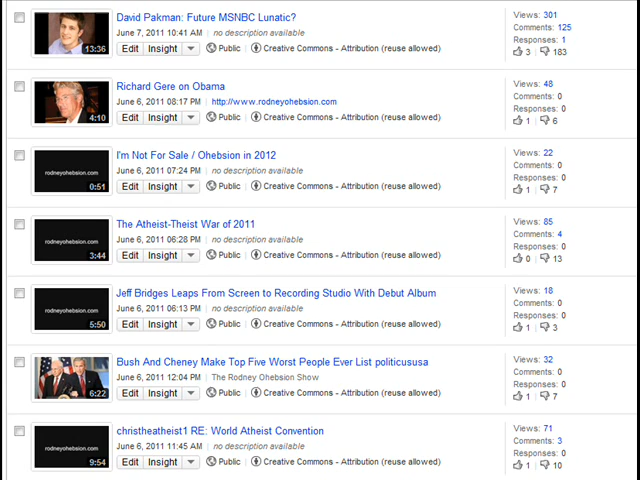 David Pakman: Future MSNBC Lunatic?
June 7, 2011 10:41 AM | no description available
Edit Insight Public Creative Commons - Attribution (reuse allowed)
13:36
Views: 301
Comments: 125
Responses: 1
3 183
Richard Gere on Obama
June 6, 2011 08:17 PM | http://www.rodneyohebsion.com
Edit Insight Public Creative Commons - Attribution (reuse allowed)
4:10
Views: 48
Comments: 0
Responses: 0
1 6
I'm Not For Sale / Ohebsion in 2012
June 6, 2011 07:24 PM | no description available
Edit Insight Public Creative Commons - Attribution (reuse allowed)
rodneyohebsion.com
0:51
Views: 22
Comments: 0
Responses: 0
1 7
The Atheist-Theist War of 2011
June 6, 2011 06:28 PM | no description available
Edit Insight Public Creative Commons - Attribution (reuse allowed)
rodneyohebsion.com
3:44
Views: 85
Comments: 4
Responses: 0
0 13
Jeff Bridges Leaps From Screen to Recording Studio With Debut Album
June 6, 2011 06:13 PM | no description available
Edit Insight Public Creative Commons - Attribution (reuse allowed)
rodneyohebsion.com
5:50
Views: 18
Comments: 0
Responses: 0
1 3
Bush And Cheney Make Top Five Worst People Ever List politicususa
June 6, 2011 12:04 PM | The Rodney Ohebsion Show
Edit Insight Public Creative Commons - Attribution (reuse allowed)
6:22
Views: 32
Comments: 0
Responses: 0
1 7
christheatheist1 RE: World Atheist Convention
June 6, 2011 11:45 AM | no description available
Edit Insight Public Creative Commons - Attribution (reuse allowed)
rodneyohebsion.com
9:54
Views: 71
Comments: 3
Responses: 0
1 10